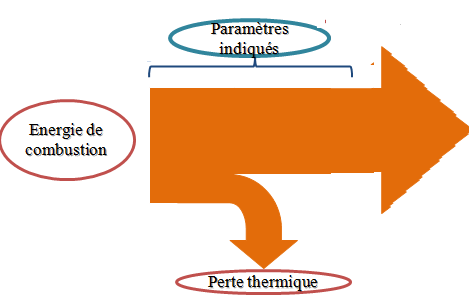 Paramètres
indiqués
Energie de
combustion
Perte thermique